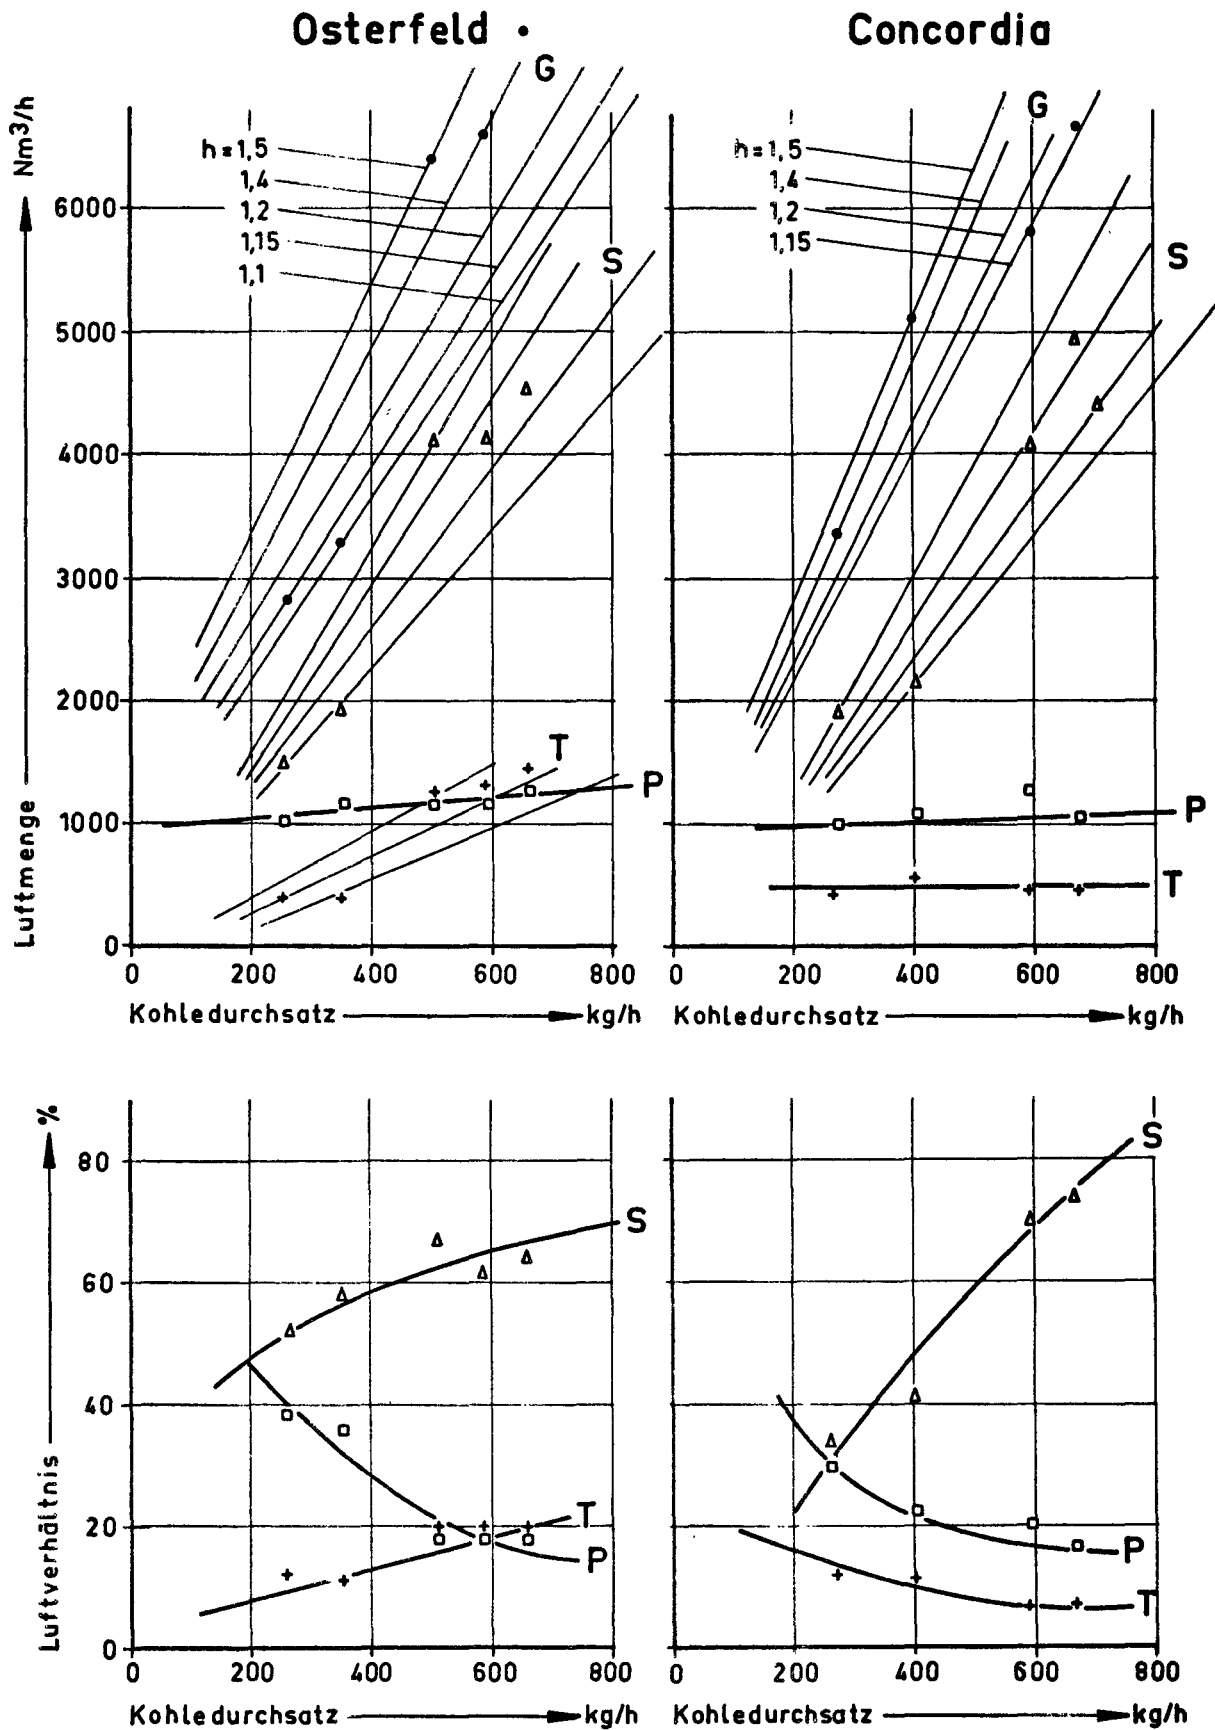 Osterfeld
Concordia
Luftmenge Nm³/h
G
h=1,5
1,4
1,2
1,15
1,1
S
T
P
6000
5000
4000
3000
2000
1000
0
0 200 400 600 800
Kohledurchsatz kg/h
G
h=1,5
1,4
1,2
1,15
S
P
T
0 200 400 600 800
Kohledurchsatz kg/h
Luftverhältnis %
80
60
40
20
0
S
T
P
0 200 400 600 800
Kohledurchsatz kg/h
S
P
T
0 200 400 600 800
Kohledurchsatz kg/h